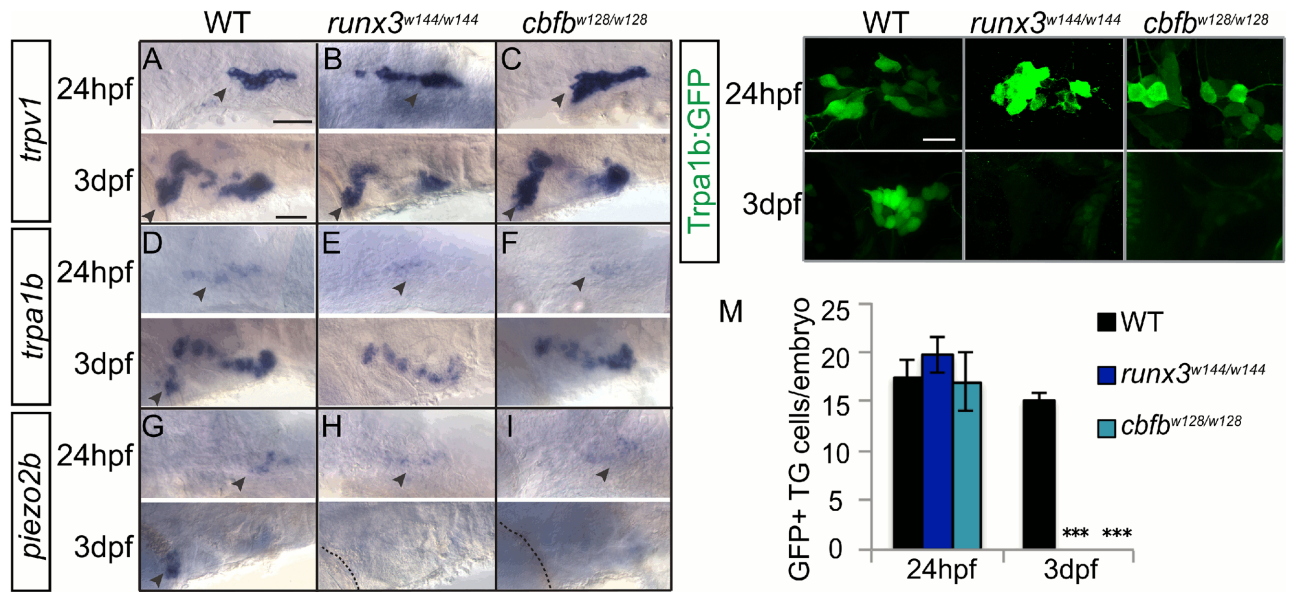 WT runx3w144/w144 cbfbw128/w128
trpv1
24hpf
A B C
3dpf
trpa1b
24hpf
D E F
3dpf
piezo2b
24hpf
G H I
3dpf
WT runx3w144/w144 cbfbw128/w128
Trpa1b:GFP
24hpf
3dpf
M
GFP+ TG cells/embryo
25
20
15
10
5
0
WT
runx3w144/w144
cbfbw128/w128
*** ***
24hpf 3dpf